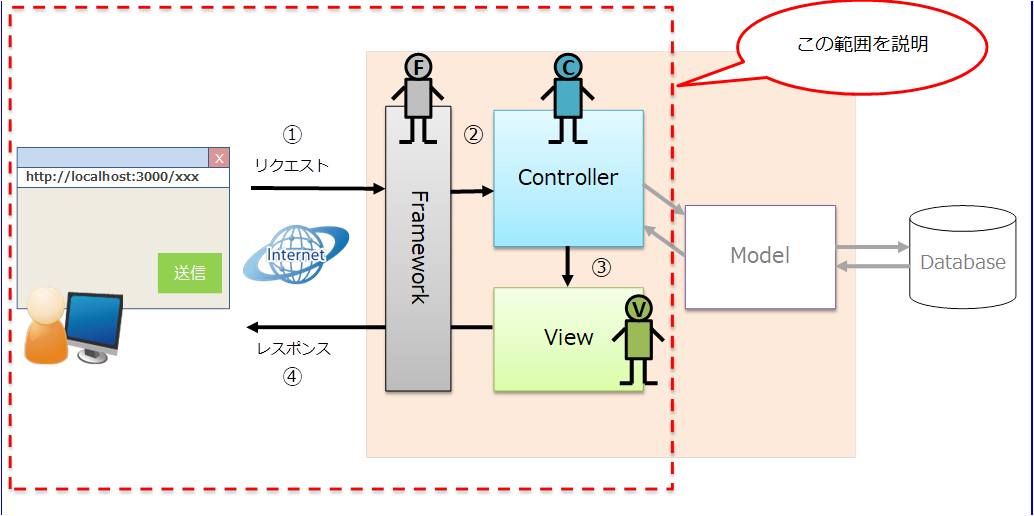 この範囲を説明
F
C
①
②
リクエスト
X
http://localhost:3000/xxx
Controller
Framework
Internet
Model
送信
③
Database
View
V
レスポンス
④